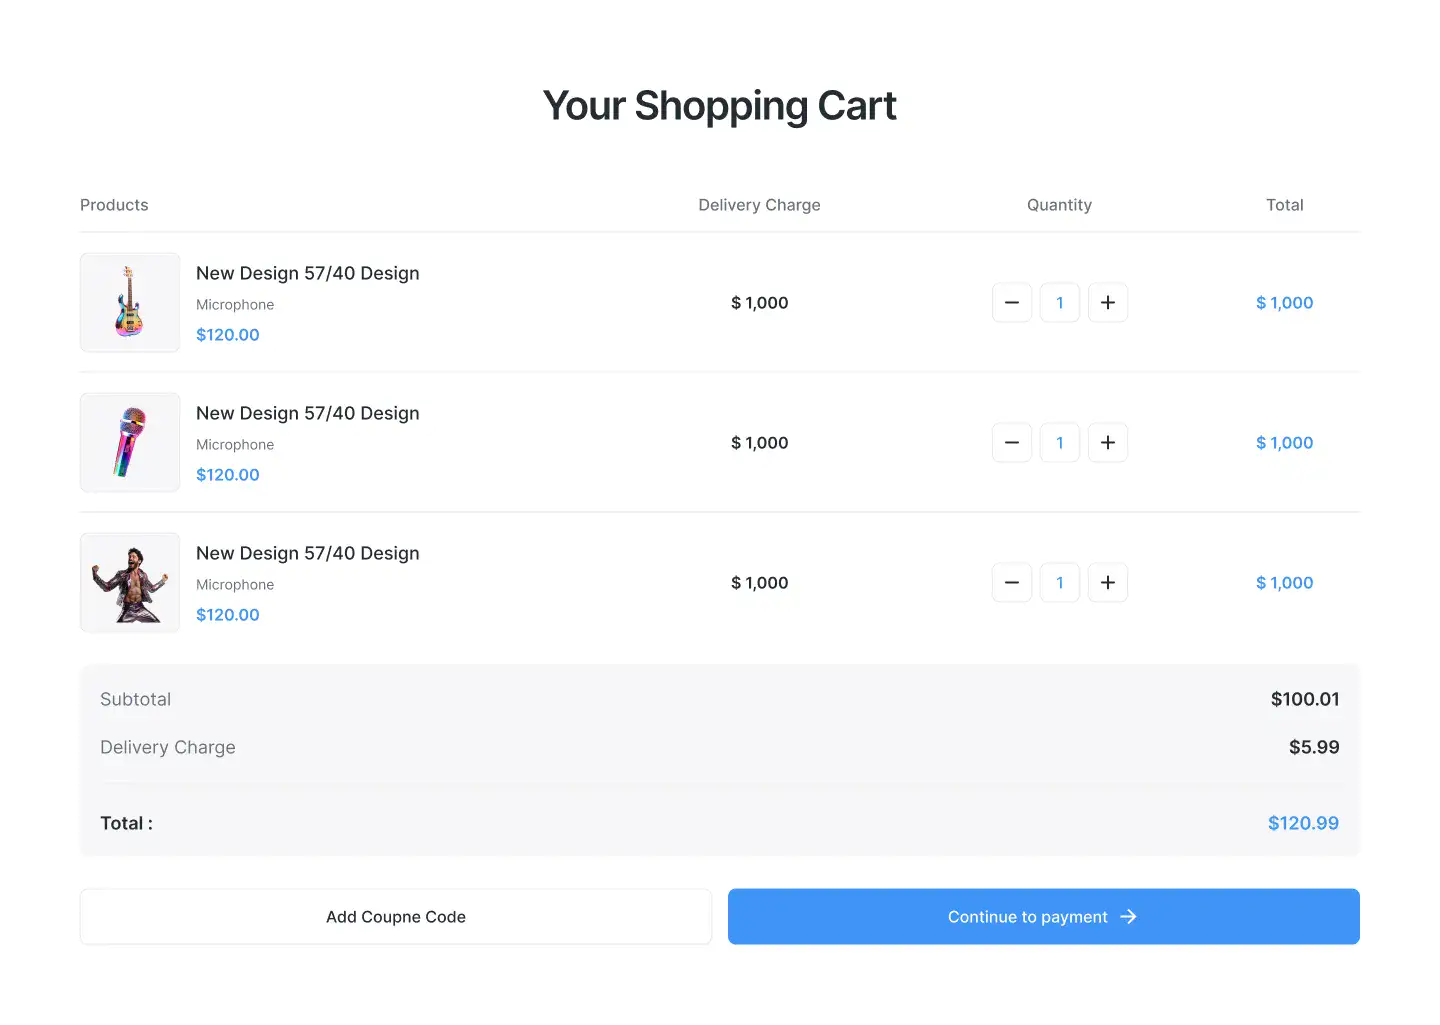 Your Shopping Cart
Products Delivery Charge Quantity Total
New Design 57/40 Design
Microphone
$120.00
$ 1,000 1 $ 1,000
New Design 57/40 Design
Microphone
$120.00
$ 1,000 1 $ 1,000
New Design 57/40 Design
Microphone
$120.00
$ 1,000 1 $ 1,000
Subtotal $100.01
Delivery Charge $5.99
Total : $120.99
Add Coupne Code
Continue to payment